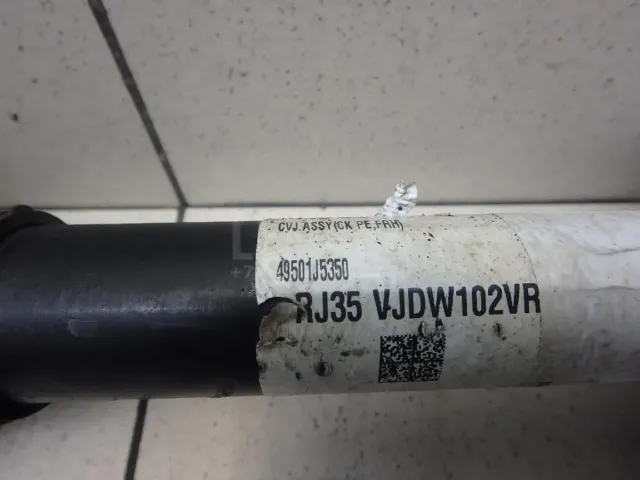 CVJ.ASSY(CK PE,FRH)
49501J5350
RJ35 VJDW102VR